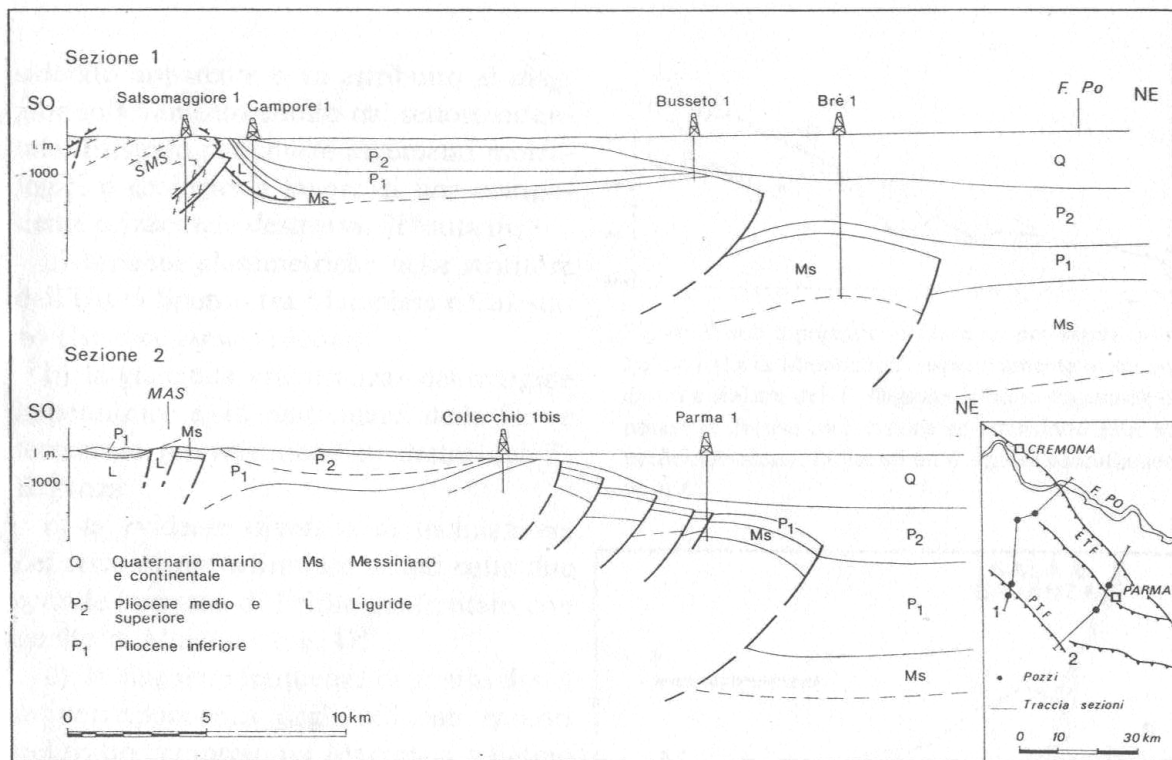 Sezione 1
SO
Salsomaggiore 1
Campore 1
Busseto 1
Bré 1
F. Po
NE
l. m.
1000
SMS
L
P2
P1
Ms
Q
P2
P1
Ms
Ms
Sezione 2
SO
MAS
Collecchio 1bis
Parma 1
NE
P1
Ms
l. m.
1000
L
L
P1
P2
Q
P1
Ms
P2
P1
Ms
Q Quaternario marino e continentale
Ms Messiniano
P2 Pliocene medio e superiore
L Liguride
P1 Pliocene inferiore
0 5 10 km
CREMONA
F. Po
ETF
PTF
PARMA
1
2
Pozzi
Traccia sezioni
0 10 30 km